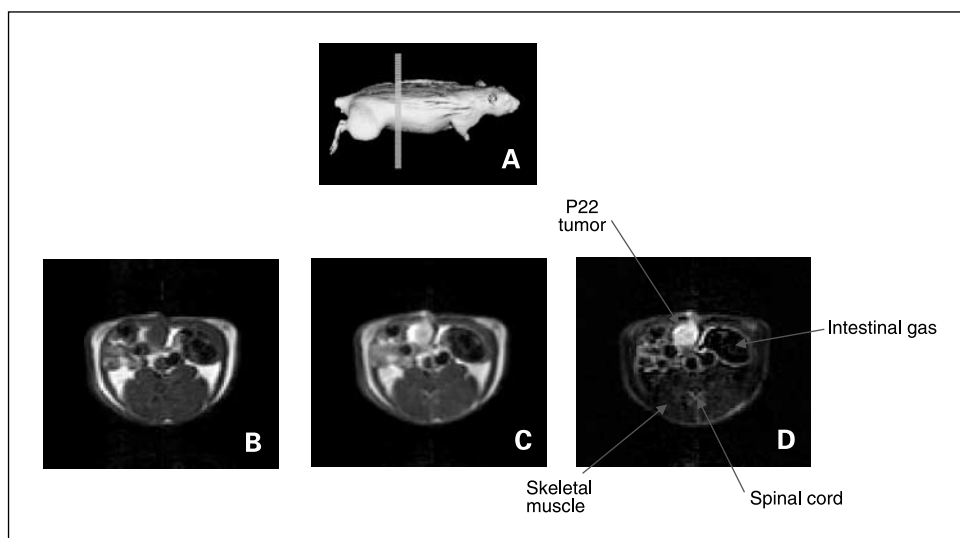 A
P22
tumor
Intestinal gas
B
C
D
Skeletal
muscle
Spinal cord